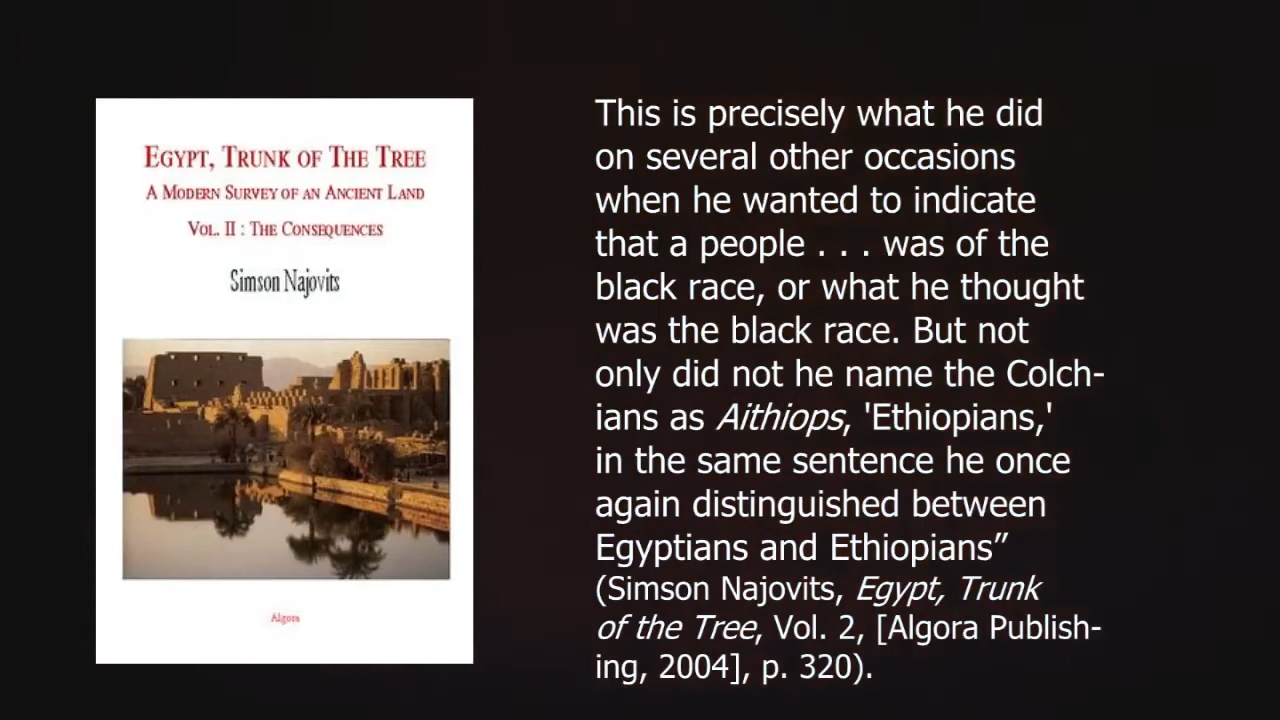 EGYPT, TRUNK OF THE TREE
A MODERN SURVEY OF AN ANCIENT LAND
VOL. II : THE CONSEQUENCES
Simson Najovits
Algora
This is precisely what he did
on several other occasions
when he wanted to indicate
that a people . . . was of the
black race, or what he thought
was the black race. But not
only did not he name the Colch-
ians as Aithiops, 'Ethiopians,'
in the same sentence he once
again distinguished between
Egyptians and Ethiopians”
(Simson Najovits, Egypt, Trunk
of the Tree, Vol. 2, [Algora Publish-
ing, 2004], p. 320).